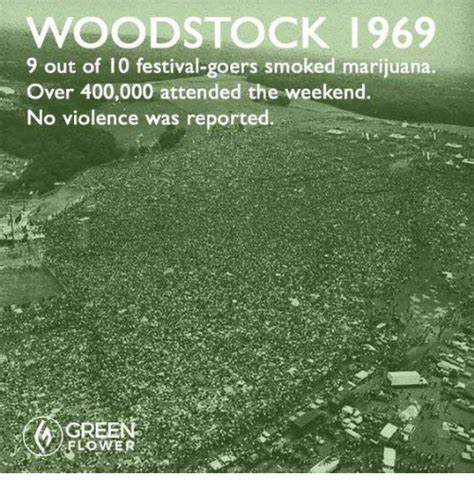 WOODSTOCK 1969
9 out of 10 festival-goers smoked marijuana.
Over 400,000 attended the weekend.
No violence was reported.
GREEN
FLOWER